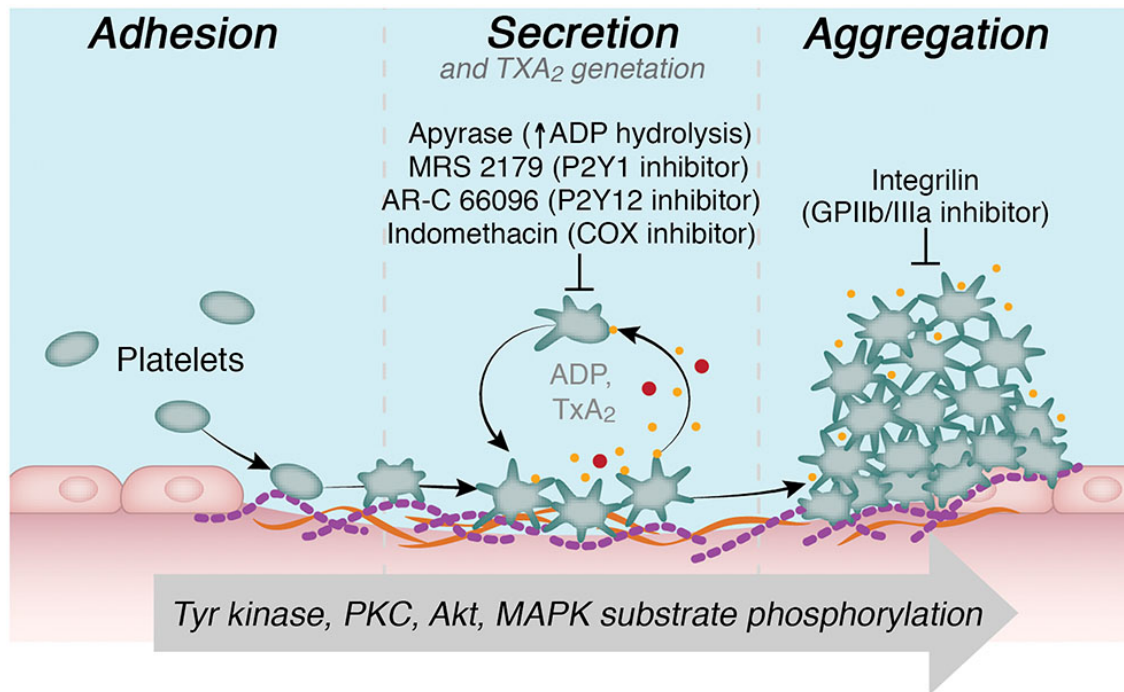 Adhesion
Secretion
and TXA₂ genetation
Aggregation
Apyrase (↑ADP hydrolysis)
MRS 2179 (P2Y1 inhibitor)
AR-C 66096 (P2Y12 inhibitor)
Indomethacin (COX inhibitor)
Integrilin
(GPIIb/IIIa inhibitor)
Platelets
ADP,
TxA₂
Tyr kinase, PKC, Akt, MAPK substrate phosphorylation